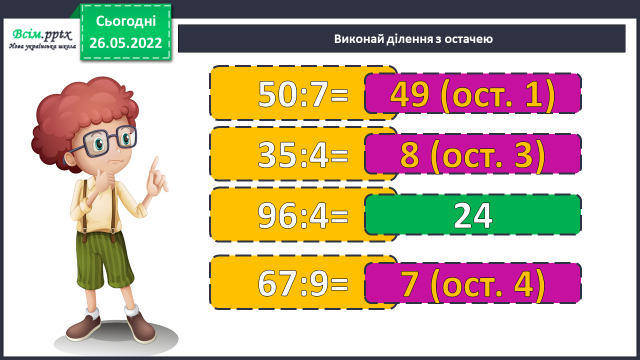 Всім.pptx
Нова українська школа
Сьогодні
26.05.2022
Виконай ділення з остачею
50:7= 49 (ост. 1)
35:4= 8 (ост. 3)
96:4= 24
67:9= 7 (ост. 4)